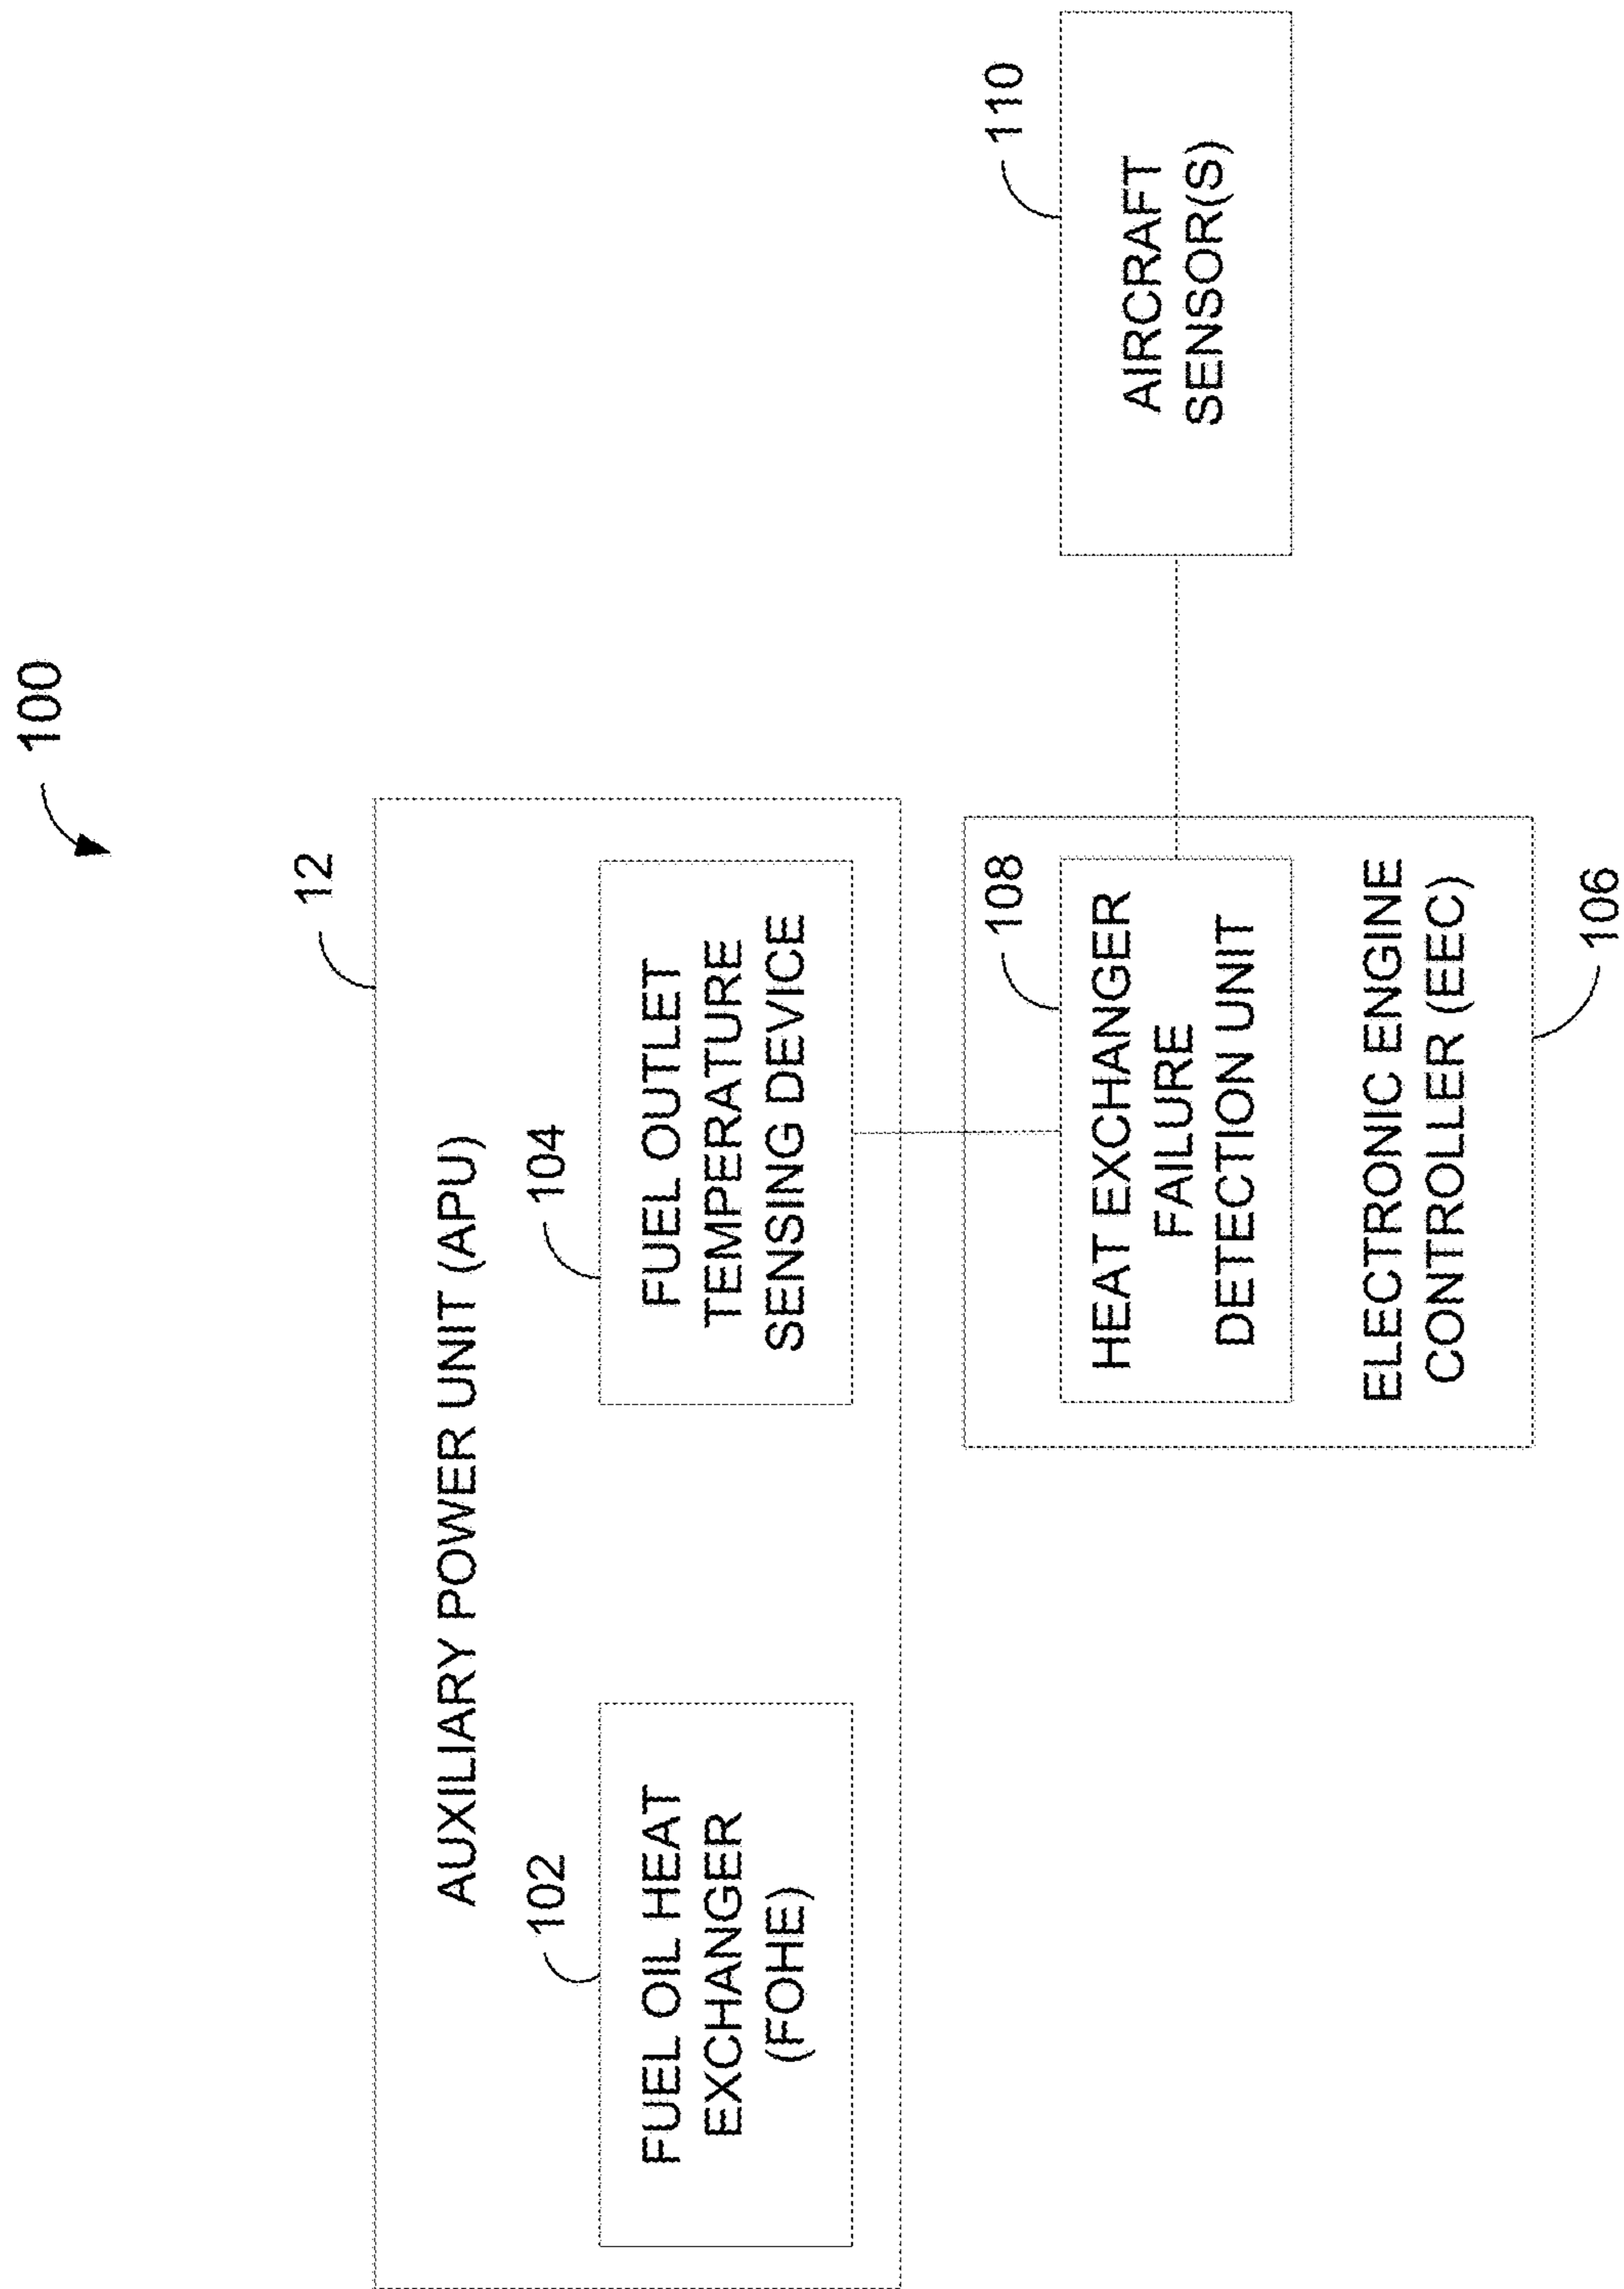 100
12
AUXILIARY POWER UNIT (APU)
102
FUEL OIL HEAT
EXCHANGER
(FOHE)
104
FUEL OUTLET
TEMPERATURE
SENSING DEVICE
108
HEAT EXCHANGER
FAILURE
DETECTION UNIT
ELECTRONIC ENGINE
CONTROLLER (EEC)
106
110
AIRCRAFT
SENSOR(S)